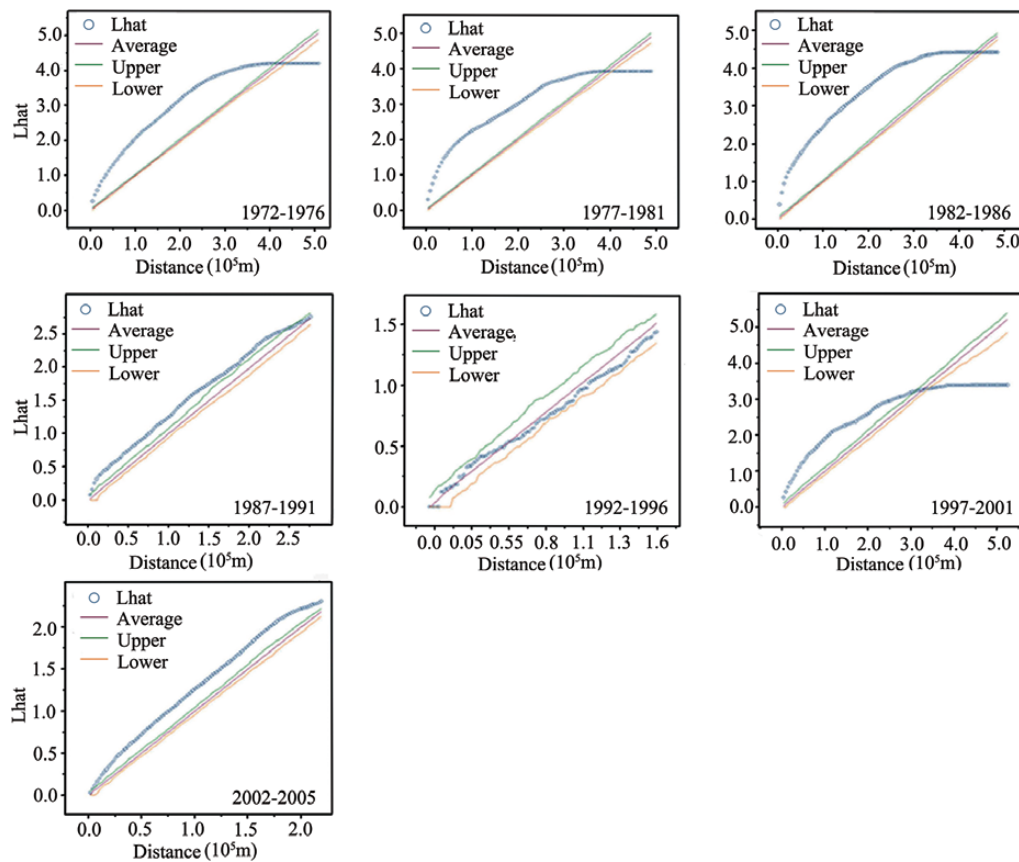 Lhat
Average
Upper
Lower
5.0
4.0
3.0
2.0
1.0
0.0
Lhat
1972-1976
0.0 1.0 2.0 3.0 4.0 5.0
Distance (10⁵m)
Lhat
Average
Upper
Lower
5.0
4.0
3.0
2.0
1.0
0.0
1977-1981
0.0 1.0 2.0 3.0 4.0 5.0
Distance (10⁵m)
Lhat
Average
Upper
Lower
5.0
4.0
3.0
2.0
1.0
0.0
1982-1986
0.0 1.0 2.0 3.0 4.0 5.0
Distance (10⁵m)
Lhat
Average
Upper
Lower
2.5
2.0
1.5
1.0
0.5
0.0
Lhat
1987-1991
0.0 0.5 1.0 1.5 2.0 2.5
Distance (10⁵m)
Lhat
Average
Upper
Lower
1.5
1.0
0.5
0.0
1992-1996
0.0 0.05 0.55 0.8 1.1 1.3 1.6
Distance (10⁵m)
Lhat
Average
Upper
Lower
5.0
4.0
3.0
2.0
1.0
0.0
1997-2001
0.0 1.0 2.0 3.0 4.0 5.0
Distance (10⁵m)
Lhat
Average
Upper
Lower
2.0
1.5
1.0
0.5
0.0
Lhat
2002-2005
0.0 0.5 1.0 1.5 2.0
Distance (10⁵m)